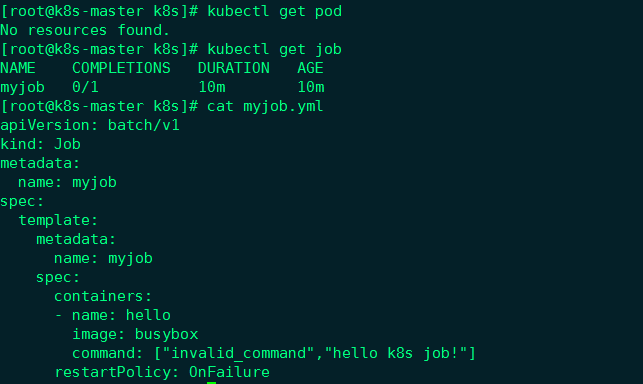 [root@k8s-master k8s]# kubectl get pod
No resources found.
[root@k8s-master k8s]# kubectl get job
NAME    COMPLETIONS   DURATION   AGE
myjob   0/1           10m        10m
[root@k8s-master k8s]# cat myjob.yml
apiVersion: batch/v1
kind: Job
metadata:
  name: myjob
spec:
  template:
    metadata:
      name: myjob
    spec:
      containers:
      - name: hello
        image: busybox
        command: ["invalid_command","hello k8s job!"]
      restartPolicy: OnFailure